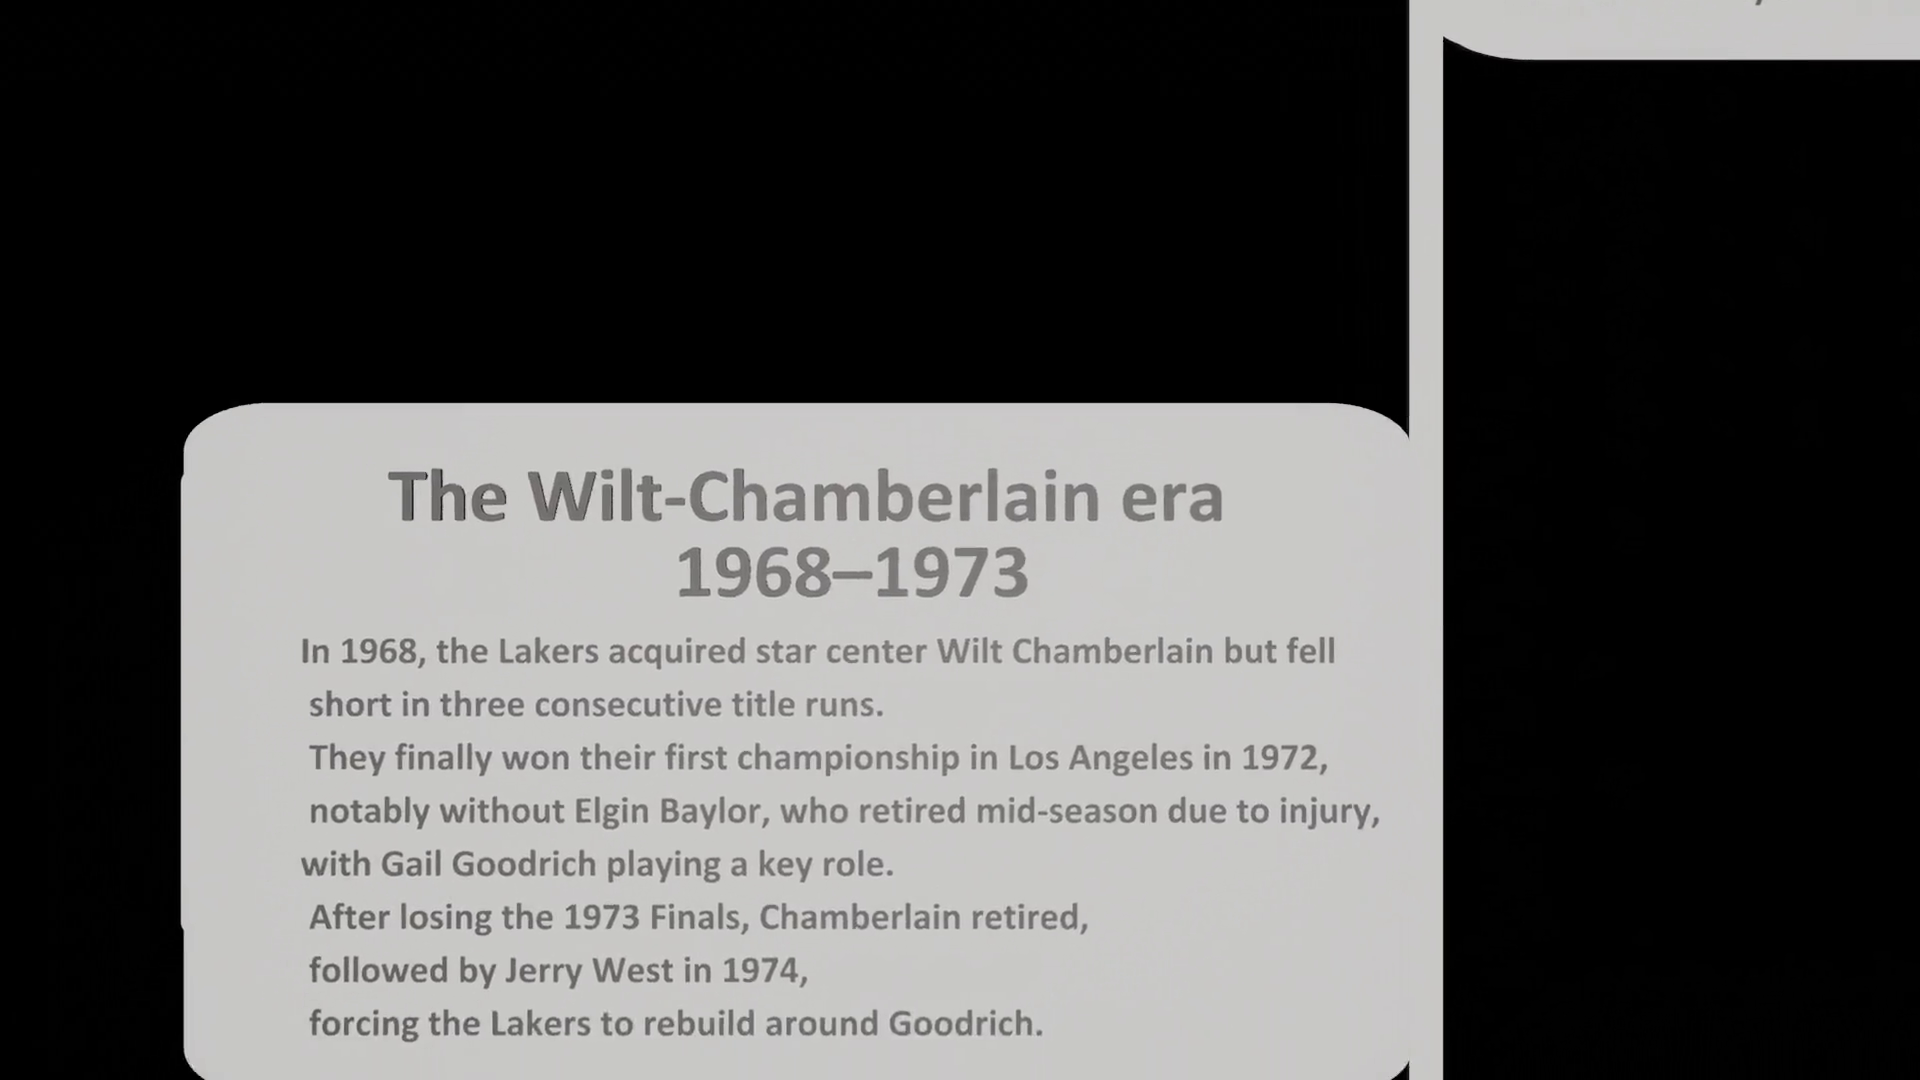 The Wilt-Chamberlain era
1968–1973
In 1968, the Lakers acquired star center Wilt Chamberlain but fell
short in three consecutive title runs.
They finally won their first championship in Los Angeles in 1972,
notably without Elgin Baylor, who retired mid-season due to injury,
with Gail Goodrich playing a key role.
After losing the 1973 Finals, Chamberlain retired,
followed by Jerry West in 1974,
forcing the Lakers to rebuild around Goodrich.